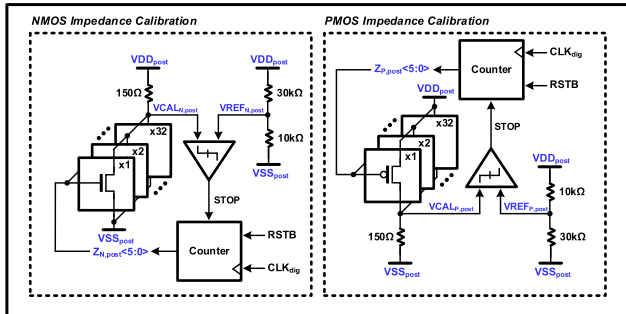 NMOS Impedance Calibration
VDDpost
VDDpost
150Ω
30kΩ
VCALN,post
VREFN,post
x32
x2
x1
10kΩ
VSSpost
STOP
VSSpost
ZN,post<5:0>
Counter
RSTB
CLKdig
PMOS Impedance Calibration
Counter
CLKdig
RSTB
ZP,post<5:0>
VDDpost
STOP
x32
x2
x1
VDDpost
10kΩ
VCALP,post
VREFP,post
150Ω
30kΩ
VSSpost
VSSpost